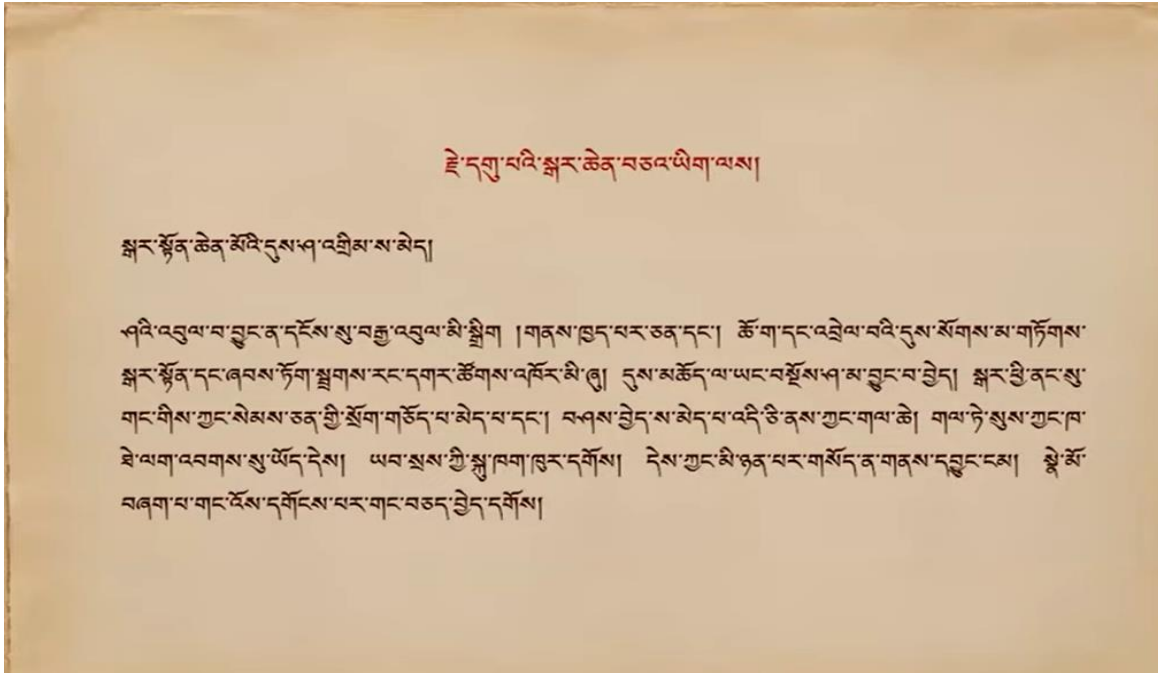 རྗེ་དགུ་པའི་སྒར་ཆེན་བཅའ་ཡིག་ལས།
སྒར་སྟོན་ཆེན་མོའི་དུས་ཤ་འགྲིམ་ས་མེད།
ཤའི་འབུལ་བ་བྱུང་ན་དངོས་སུ་བརྒྱ་འབུལ་མི་སྒྲིག །གནས་ཁྱད་པར་ཅན་དང་། ཆོ་ག་དང་འབྲེལ་བའི་དུས་སོགས་མ་གཏོགས་
སྒར་སྟོན་དང་ཞབས་ཏོག་སྦྲགས་རང་དགར་ཚོགས་འཁོར་མི་ཞུ། དུས་མཆོད་ལ་ཡང་བསྔོས་ཤ་མ་བྱུང་བ་བྱེད། སྒར་ཕྱི་ནང་སུ་
གང་གིས་ཀྱང་སེམས་ཅན་གྱི་སྲོག་གཅོད་པ་མེད་པ་དང་། བཤས་བྱེད་ས་མེད་པ་འདི་ཅི་ནས་ཀྱང་གལ་ཆེ། གལ་ཏེ་སུས་ཀྱང་ཁ་
ཐེ་ལག་འབགས་སུ་ཡོད་དེས། ཡབ་སྲས་ཀྱི་སྐུ་ཁག་ཁུར་དགོས། དེས་ཀྱང་མི་ཉན་པར་གསོད་ན་གནས་དབྱུང་ངམ། སྣེ་མོ་
བཞག་པ་གང་འོས་དགོངས་པར་གང་བཅད་བྱེད་དགོས།